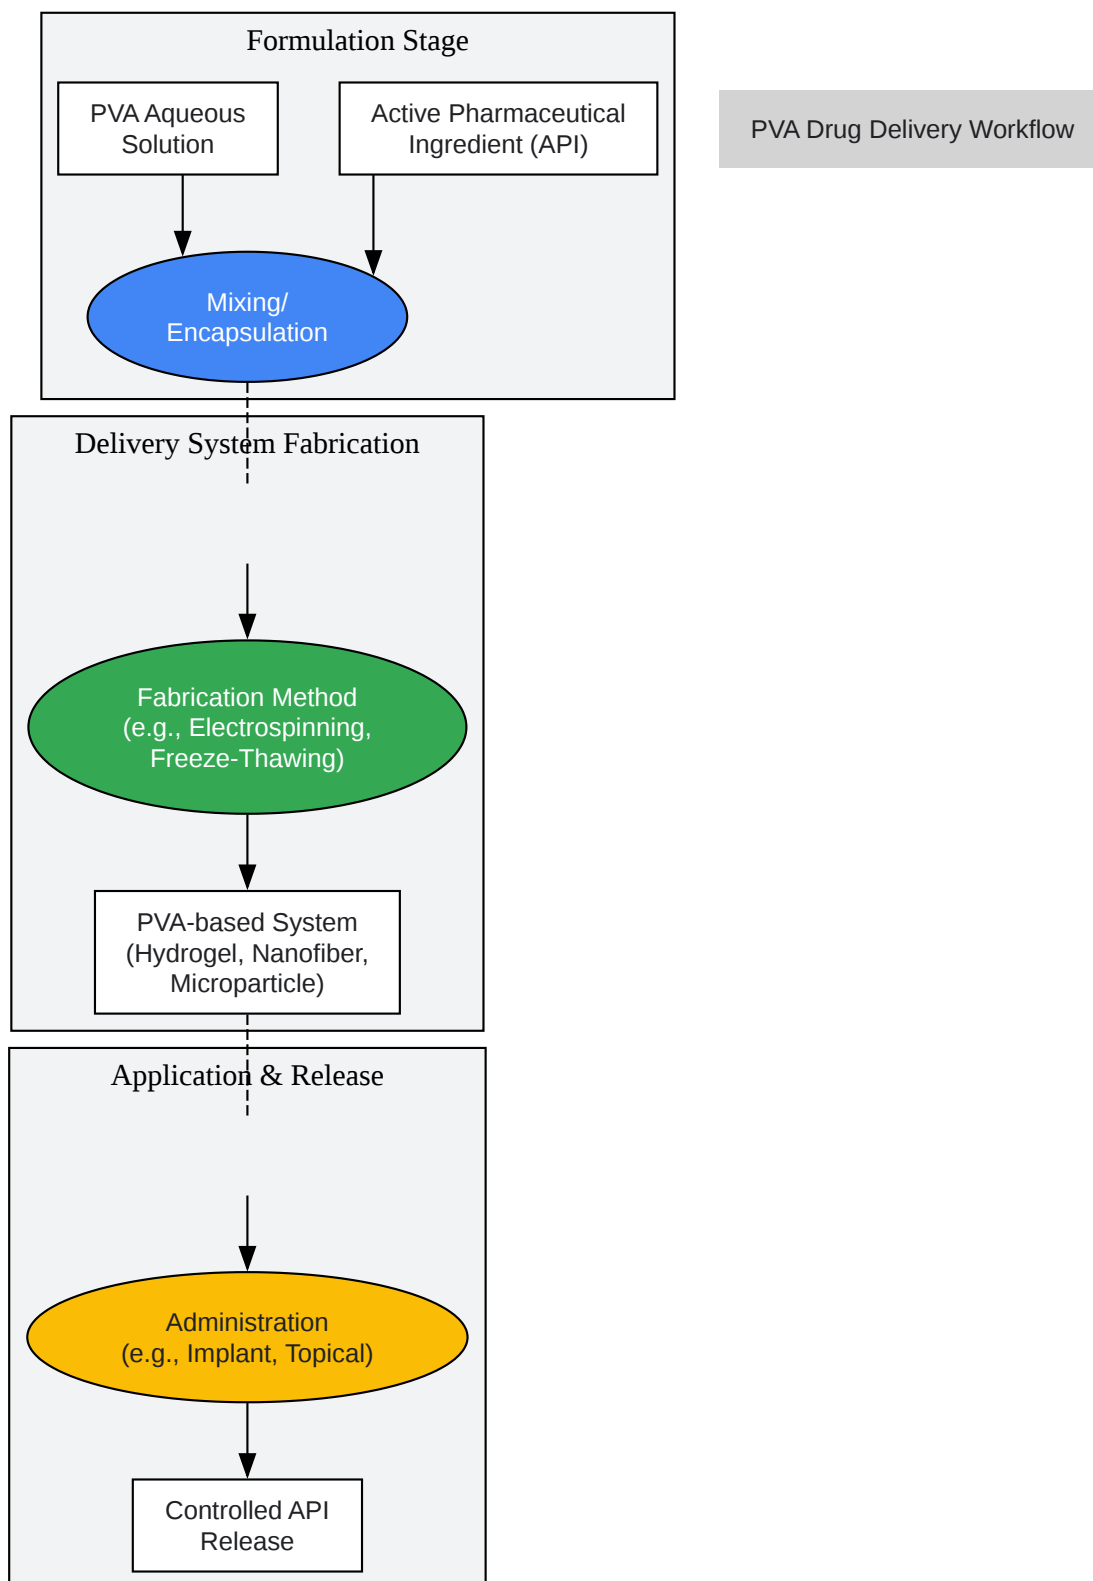 Formulation Stage
PVA Aqueous
Solution
Active Pharmaceutical
Ingredient (API)
PVA Drug Delivery Workflow
Mixing/
Encapsulation
Delivery System Fabrication
Fabrication Method
(e.g., Electrospinning,
Freeze-Thawing)
PVA-based System
(Hydrogel, Nanofiber,
Microparticle)
Application & Release
Administration
(e.g., Implant, Topical)
Controlled API
Release